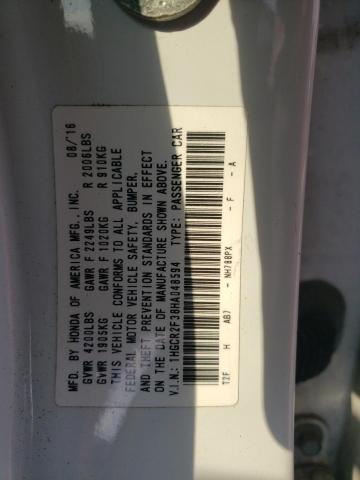 MFD. BY HONDA OF AMERICA MFG., INC. 08/'16
GVWR 4200LBS GAWR F 2249LBS R 2006LBS
GVWR 1905KG GAWR F 1020KG R 910KG
THIS VEHICLE CONFORMS TO ALL APPLICABLE
FEDERAL MOTOR VEHICLE SAFETY, BUMPER,
AND THEFT PREVENTION STANDARDS IN EFFECT
ON THE DATE OF MANUFACTURE SHOWN ABOVE.
V.I.N.: 1HGCR2F38HA048594 TYPE: PASSENGER CAR
T2F H AB7 - NH788PX - F - A